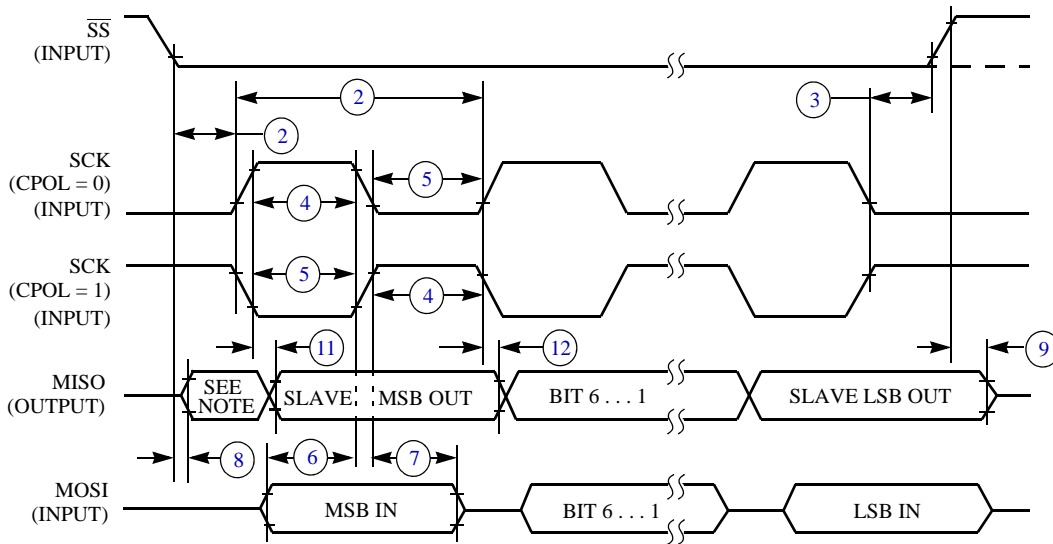 SS
(INPUT)
2
3
2
SCK
(CPOL = 0)
(INPUT)
5
4
SCK
(CPOL = 1)
(INPUT)
5
4
11
12
9
MISO
(OUTPUT)
SEE
NOTE
SLAVE
MSB OUT
BIT 6 . . . 1
SLAVE LSB OUT
8
6
7
MOSI
(INPUT)
MSB IN
BIT 6 . . . 1
LSB IN